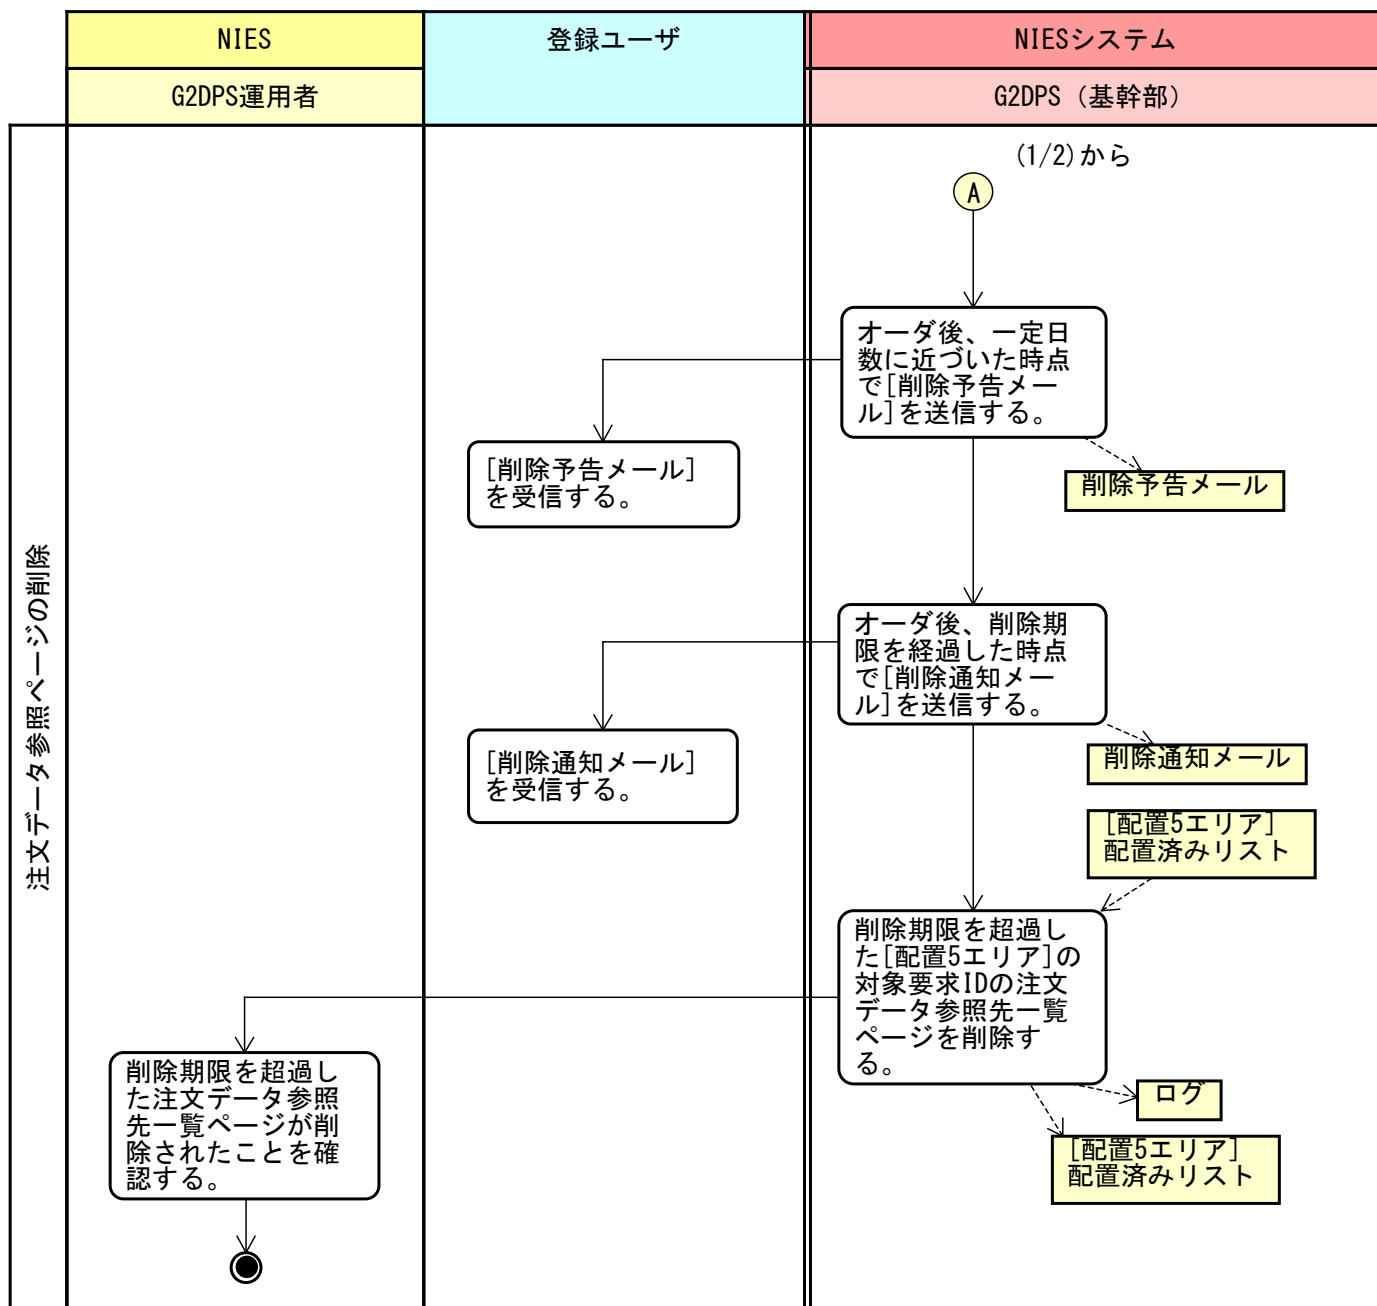 NIES
登録ユーザ
NIESシステム
G2DPS運用者
G2DPS（基幹部）
注文データ参照ページの削除
(1/2)から
A
オーダ後、一定日
数に近づいた時点
で[削除予告メー
ル]を送信する。
[削除予告メール]
を受信する。
削除予告メール
オーダ後、削除期
限を経過した時点
で[削除通知メー
ル]を送信する。
[削除通知メール]
を受信する。
削除通知メール
[配置5エリア]
配置済みリスト
削除期限を超過し
た[配置5エリア]の
対象要求IDの注文
データ参照先一覧
ページを削除す
る。
削除期限を超過し
た注文データ参照
先一覧ページが削
除されたことを確
認する。
ログ
[配置5エリア]
配置済みリスト